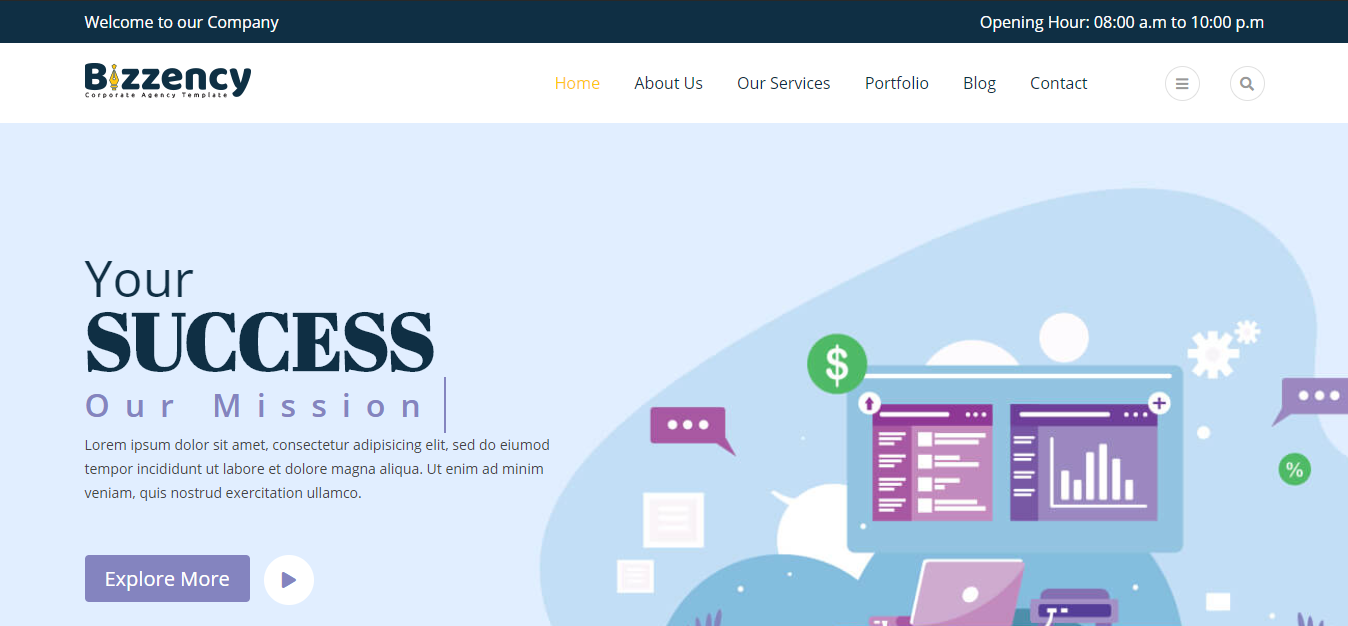 Welcome to our Company
Opening Hour: 08:00 a.m to 10:00 p.m
Bizzency
Corporate Agency Template
Home About Us Our Services Portfolio Blog Contact
Your
SUCCESS
Our Mission
Lorem ipsum dolor sit amet, consectetur adipisicing elit, sed do eiumod
tempor incididunt ut labore et dolore magna aliqua. Ut enim ad minim
veniam, quis nostrud exercitation ullamco.
Explore More
$
%